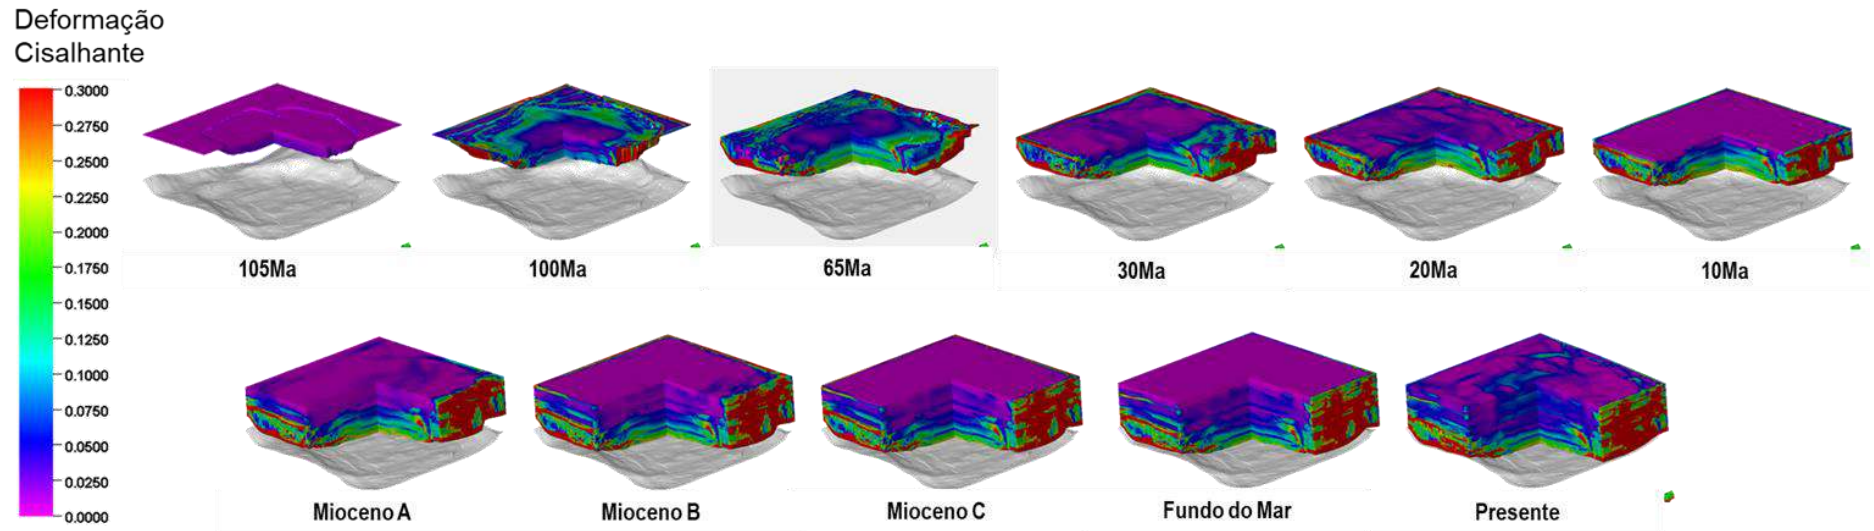 Deformação
Cisalhante
0.3000
0.2750
0.2500
0.2250
0.2000
0.1750
0.1500
0.1250
0.1000
0.0750
0.0500
0.0250
0.0000
105Ma
100Ma
65Ma
30Ma
20Ma
10Ma
Mioceno A
Mioceno B
Mioceno C
Fundo do Mar
Presente